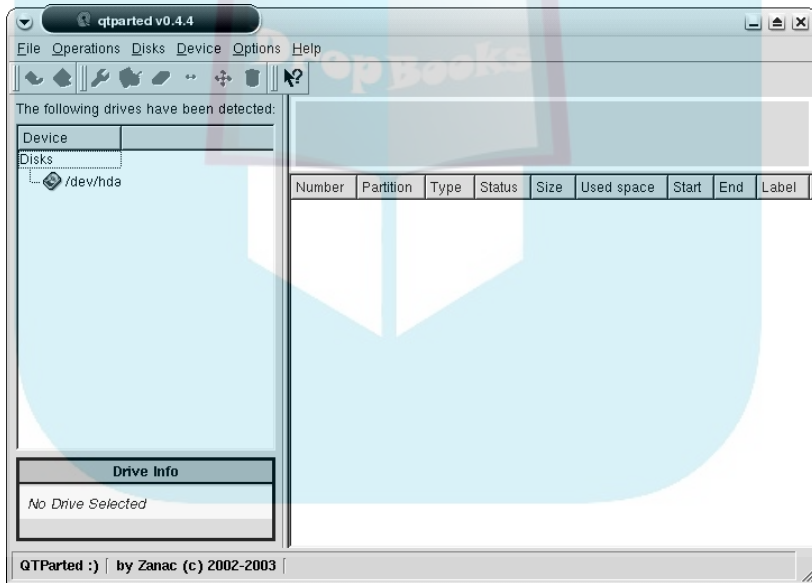 qtparted v0.4.4
File Operations Disks Device Options Help
DropBooks
The following drives have been detected:
Device
Disks
/dev/hda
Number Partition Type Status Size Used space Start End Label
Drive Info
No Drive Selected
QTParted :) by Zanac (c) 2002-2003